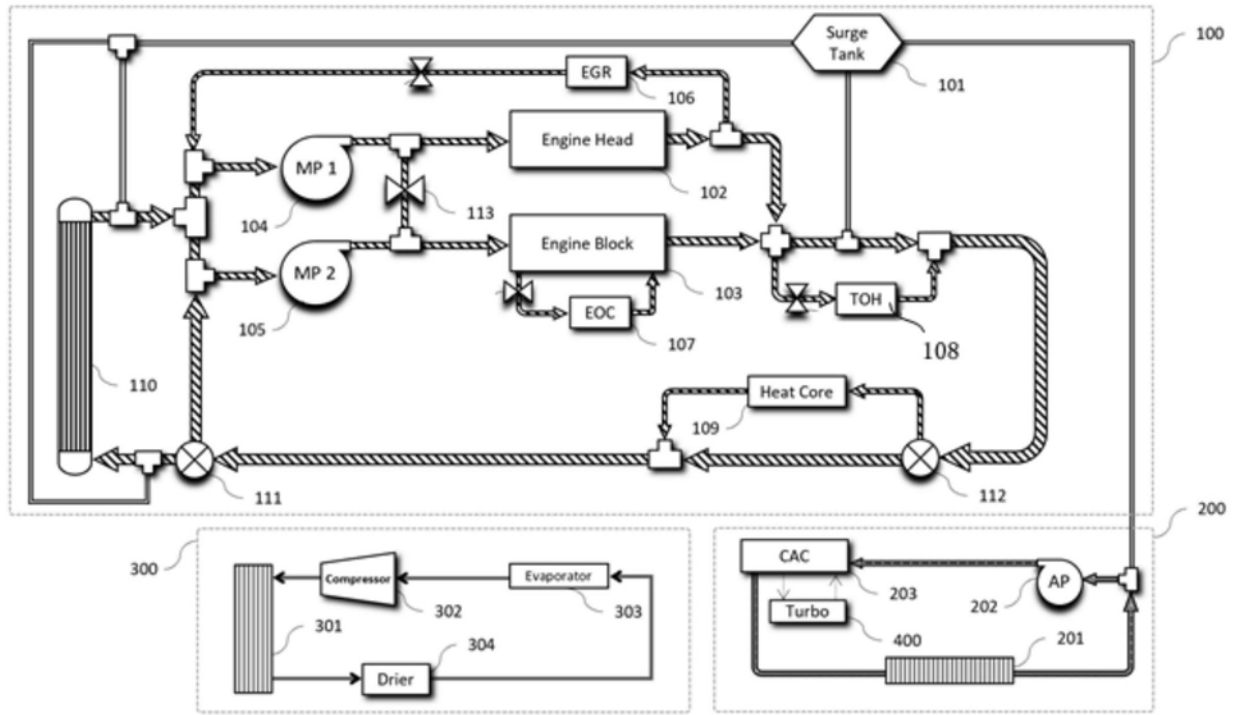 Surge
Tank
100
101
EGR
106
Engine Head
102
MP 1
104
113
Engine Block
103
MP 2
105
EOC
107
TOH
108
110
Heat Core
109
111
112
200
300
Compressor
302
Evaporator
303
301
304
Drier
CAC
203
AP
202
Turbo
400
201